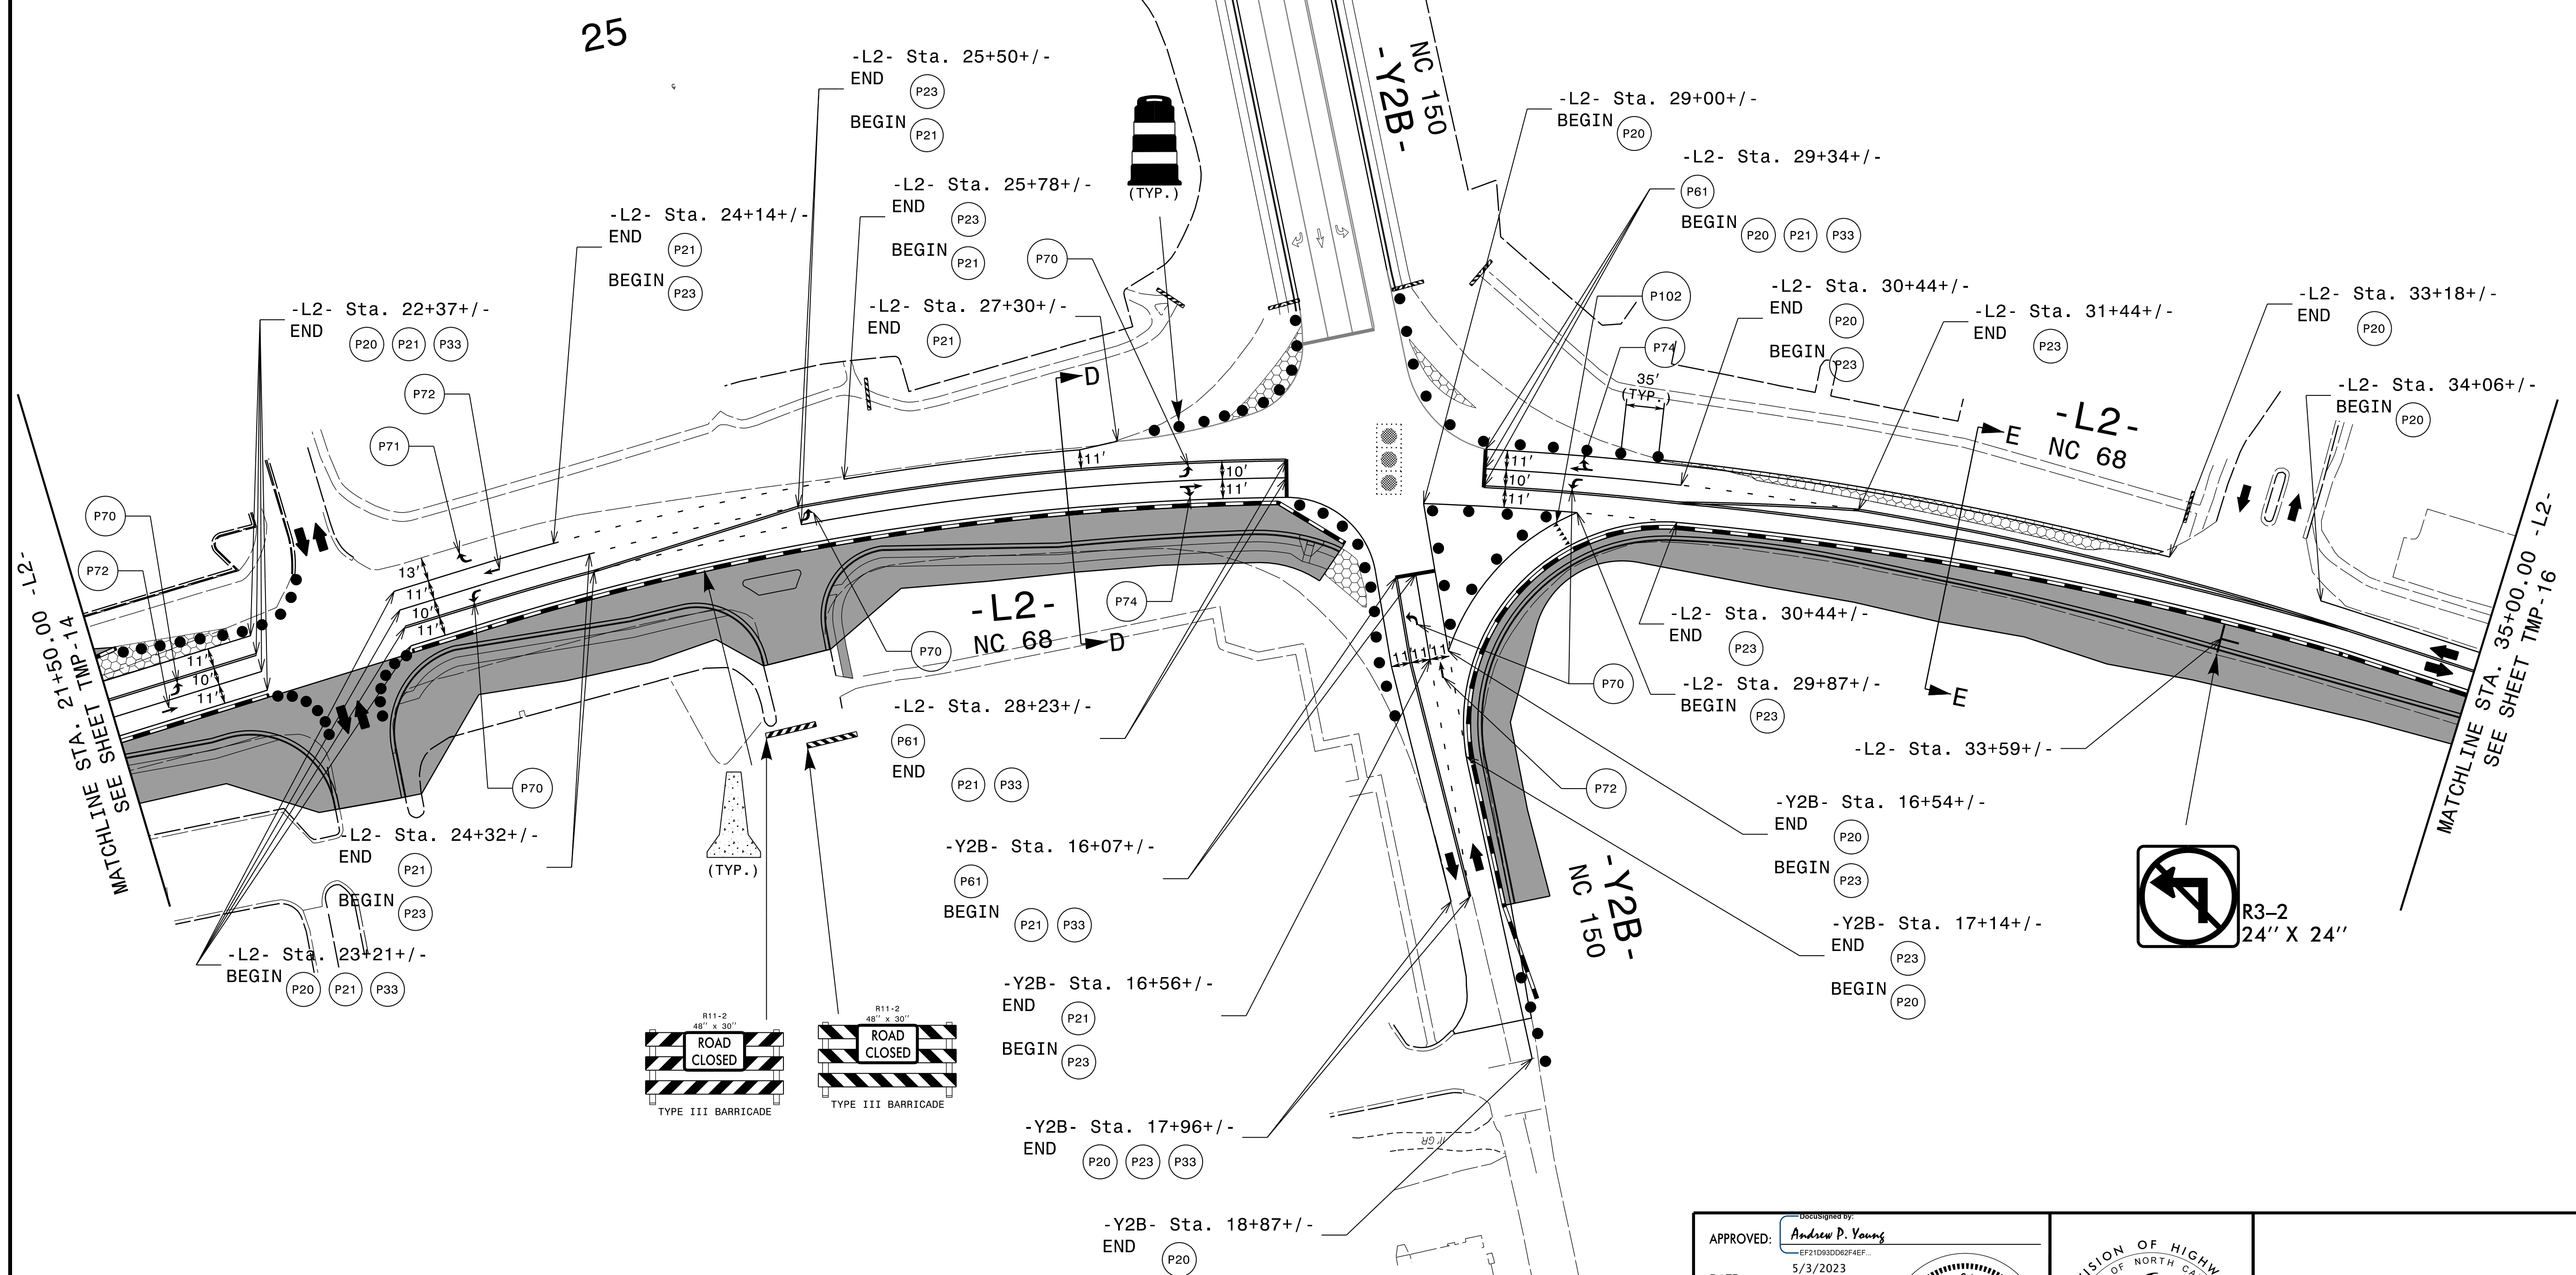 25
-L2- Sta. 25+50+/-
END
P23
BEGIN
P21
-L2- Sta. 25+78+/-
END
P23
BEGIN
P21
-L2- Sta. 27+30+/-
END
P21
-L2- Sta. 24+14+/-
END
P21
BEGIN
P23
-L2- Sta. 22+37+/-
END
P20 P21 P33
P72
P71
P70
P72
(TYP.)
P70
-Y2B-
NC 150
-L2- Sta. 29+00+/-
BEGIN
P20
-L2- Sta. 29+34+/-
P61
BEGIN
P20 P21 P33
P102
P74
35'
(TYP.)
-L2- Sta. 30+44+/-
END
P20
BEGIN
P23
-L2- Sta. 31+44+/-
END
P23
-L2- Sta. 33+18+/-
END
P20
-L2- Sta. 34+06+/-
BEGIN
P20
-L2-
NC 68
D
E
11'
10'
11'
11'
10'
11'
13'
11'
10'
11'
11'
10'
11'
MATCHLINE STA. 21+50.00 -L2-
SEE SHEET TMP-14
MATCHLINE STA. 35+00.00 -L2-
SEE SHEET TMP-16
-L2-
NC 68
D
E
P74
P70
P70
P70
P72
11' 11' 11'
-L2- Sta. 30+44+/-
END
P23
-L2- Sta. 29+87+/-
BEGIN
P23
-L2- Sta. 33+59+/-
-L2- Sta. 28+23+/-
P61
END
P21 P33
-L2- Sta. 24+32+/-
END
P21
BEGIN
P23
-L2- Sta. 23+21+/-
BEGIN
P20 P21 P33
(TYP.)
-Y2B- Sta. 16+07+/-
P61
BEGIN
P21 P33
-Y2B- Sta. 16+56+/-
END
P21
BEGIN
P23
-Y2B- Sta. 17+96+/-
END
P20 P23 P33
-Y2B- Sta. 18+87+/-
END
P20
-Y2B- Sta. 16+54+/-
END
P20
BEGIN
P23
-Y2B- Sta. 17+14+/-
END
P23
BEGIN
P20
-Y2B-
NC 150
R3-2
24'' X 24''
R11-2
48'' x 30''
ROAD
CLOSED
TYPE III BARRICADE
R11-2
48'' x 30''
ROAD
CLOSED
TYPE III BARRICADE
APPROVED:
DocuSigned by:
Andrew P. Young
EF21D93DD62F4EF...
5/3/2023